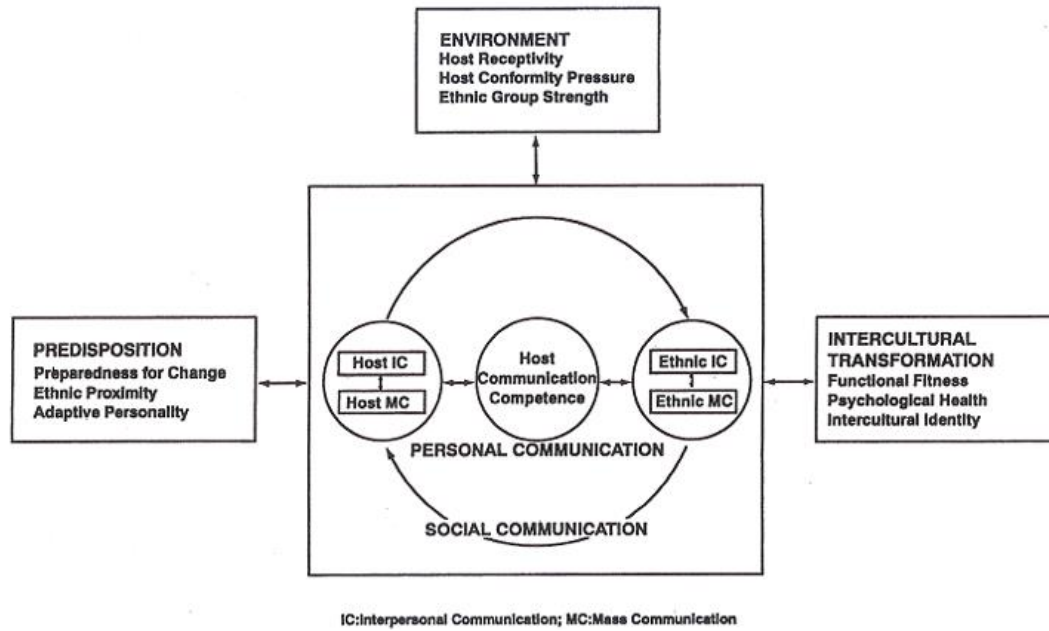 ENVIRONMENT
Host Receptivity
Host Conformity Pressure
Ethnic Group Strength
PREDISPOSITION
Preparedness for Change
Ethnic Proximity
Adaptive Personality
Host IC
Host MC
Host
Communication
Competence
Ethnic IC
Ethnic MC
PERSONAL COMMUNICATION
SOCIAL COMMUNICATION
INTERCULTURAL
TRANSFORMATION
Functional Fitness
Psychological Health
Intercultural Identity
IC:Interpersonal Communication; MC:Mass Communication